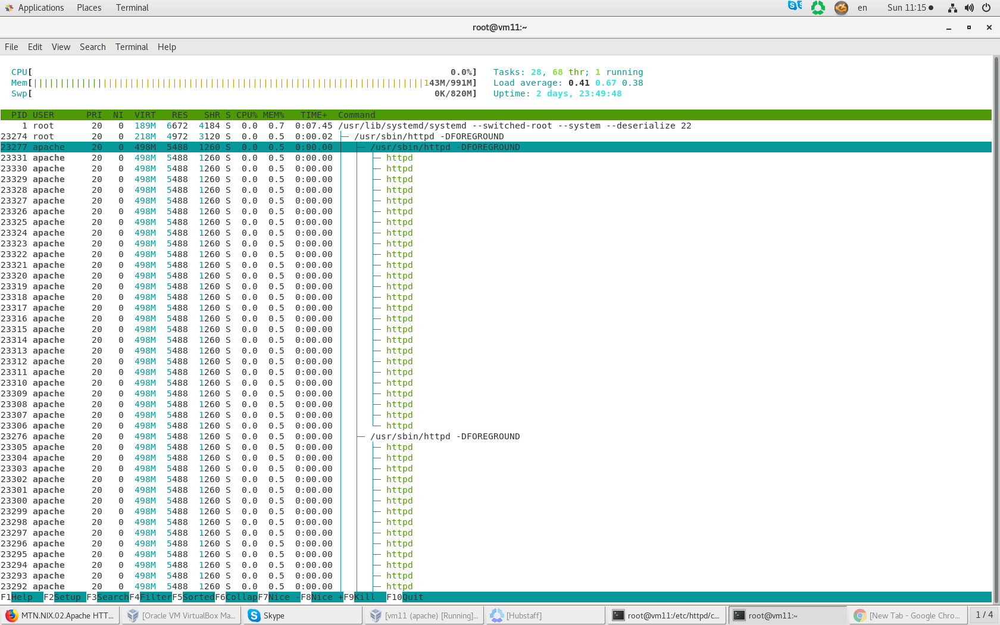 Applications Places Terminal en Sun 11:15
root@vm11:~
File Edit View Search Terminal Help
CPU[ 0.0%] Tasks: 28, 68 thr; 1 running
Mem[|||||||||||||||||||||||||||||||||||||||||||||||||||||||||||||||||||||||||143M/991M] Load average: 0.41 0.67 0.38
Swp[ 0K/820M] Uptime: 2 days, 23:49:48
PID USER PRI NI VIRT RES SHR S CPU% MEM% TIME+ Command
1 root 20 0 189M 6672 4184 S 0.0 0.7 0:07.45 /usr/lib/systemd/systemd --switched-root --system --deserialize 22
23274 root 20 0 218M 4972 3120 S 0.0 0.5 0:00.02 ├─ /usr/sbin/httpd -DFOREGROUND
23277 apache 20 0 498M 5488 1260 S 0.0 0.5 0:00.00 │ ├─ /usr/sbin/httpd -DFOREGROUND
23331 apache 20 0 498M 5488 1260 S 0.0 0.5 0:00.00 │ │ ├─ httpd
23330 apache 20 0 498M 5488 1260 S 0.0 0.5 0:00.00 │ │ ├─ httpd
23329 apache 20 0 498M 5488 1260 S 0.0 0.5 0:00.00 │ │ ├─ httpd
23328 apache 20 0 498M 5488 1260 S 0.0 0.5 0:00.00 │ │ ├─ httpd
23327 apache 20 0 498M 5488 1260 S 0.0 0.5 0:00.00 │ │ ├─ httpd
23326 apache 20 0 498M 5488 1260 S 0.0 0.5 0:00.00 │ │ ├─ httpd
23325 apache 20 0 498M 5488 1260 S 0.0 0.5 0:00.00 │ │ ├─ httpd
23324 apache 20 0 498M 5488 1260 S 0.0 0.5 0:00.00 │ │ ├─ httpd
23323 apache 20 0 498M 5488 1260 S 0.0 0.5 0:00.00 │ │ ├─ httpd
23322 apache 20 0 498M 5488 1260 S 0.0 0.5 0:00.00 │ │ ├─ httpd
23321 apache 20 0 498M 5488 1260 S 0.0 0.5 0:00.00 │ │ ├─ httpd
23320 apache 20 0 498M 5488 1260 S 0.0 0.5 0:00.00 │ │ ├─ httpd
23319 apache 20 0 498M 5488 1260 S 0.0 0.5 0:00.00 │ │ ├─ httpd
23318 apache 20 0 498M 5488 1260 S 0.0 0.5 0:00.00 │ │ ├─ httpd
23317 apache 20 0 498M 5488 1260 S 0.0 0.5 0:00.00 │ │ ├─ httpd
23316 apache 20 0 498M 5488 1260 S 0.0 0.5 0:00.00 │ │ ├─ httpd
23315 apache 20 0 498M 5488 1260 S 0.0 0.5 0:00.00 │ │ ├─ httpd
23314 apache 20 0 498M 5488 1260 S 0.0 0.5 0:00.00 │ │ ├─ httpd
23313 apache 20 0 498M 5488 1260 S 0.0 0.5 0:00.00 │ │ ├─ httpd
23312 apache 20 0 498M 5488 1260 S 0.0 0.5 0:00.00 │ │ ├─ httpd
23311 apache 20 0 498M 5488 1260 S 0.0 0.5 0:00.00 │ │ ├─ httpd
23310 apache 20 0 498M 5488 1260 S 0.0 0.5 0:00.00 │ │ ├─ httpd
23309 apache 20 0 498M 5488 1260 S 0.0 0.5 0:00.00 │ │ ├─ httpd
23308 apache 20 0 498M 5488 1260 S 0.0 0.5 0:00.00 │ │ ├─ httpd
23307 apache 20 0 498M 5488 1260 S 0.0 0.5 0:00.00 │ │ ├─ httpd
23306 apache 20 0 498M 5488 1260 S 0.0 0.5 0:00.00 │ │ └─ httpd
23276 apache 20 0 498M 5488 1260 S 0.0 0.5 0:00.00 │ ├─ /usr/sbin/httpd -DFOREGROUND
23305 apache 20 0 498M 5488 1260 S 0.0 0.5 0:00.00 │ │ ├─ httpd
23304 apache 20 0 498M 5488 1260 S 0.0 0.5 0:00.00 │ │ ├─ httpd
23303 apache 20 0 498M 5488 1260 S 0.0 0.5 0:00.00 │ │ ├─ httpd
23302 apache 20 0 498M 5488 1260 S 0.0 0.5 0:00.00 │ │ ├─ httpd
23301 apache 20 0 498M 5488 1260 S 0.0 0.5 0:00.00 │ │ ├─ httpd
23300 apache 20 0 498M 5488 1260 S 0.0 0.5 0:00.00 │ │ ├─ httpd
23299 apache 20 0 498M 5488 1260 S 0.0 0.5 0:00.00 │ │ ├─ httpd
23298 apache 20 0 498M 5488 1260 S 0.0 0.5 0:00.00 │ │ ├─ httpd
23297 apache 20 0 498M 5488 1260 S 0.0 0.5 0:00.00 │ │ ├─ httpd
23296 apache 20 0 498M 5488 1260 S 0.0 0.5 0:00.00 │ │ ├─ httpd
23295 apache 20 0 498M 5488 1260 S 0.0 0.5 0:00.00 │ │ ├─ httpd
23294 apache 20 0 498M 5488 1260 S 0.0 0.5 0:00.00 │ │ ├─ httpd
23293 apache 20 0 498M 5488 1260 S 0.0 0.5 0:00.00 │ │ ├─ httpd
23292 apache 20 0 498M 5488 1260 S 0.0 0.5 0:00.00 │ │ ├─ httpd
F1Help F2Setup F3SearchF4FilterF5SortedF6CollapF7Nice -F8Nice +F9Kill F10Quit
MTN.NIX.02.Apache HTT... [Oracle VM VirtualBox Ma... Skype [vm11 (apache) [Running]... [Hubstaff] root@vm11:/etc/httpd/c... root@vm11:~ [New Tab - Google Chro... 1 / 4